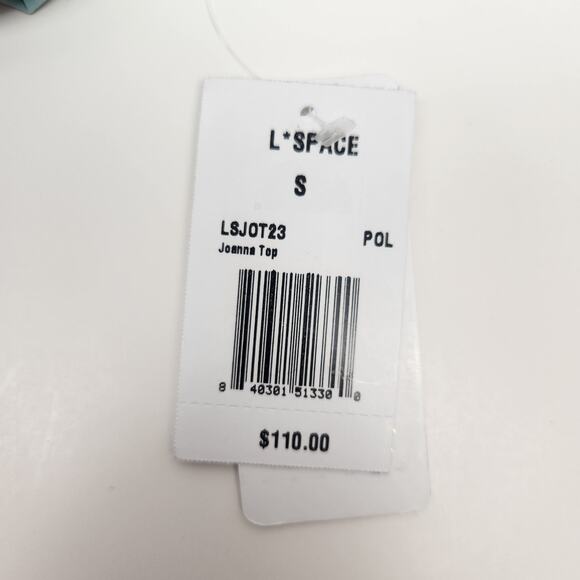 L*SPACE
S
LSJOT23 POL
Joanna Top
8 40301 51330 0
$110.00